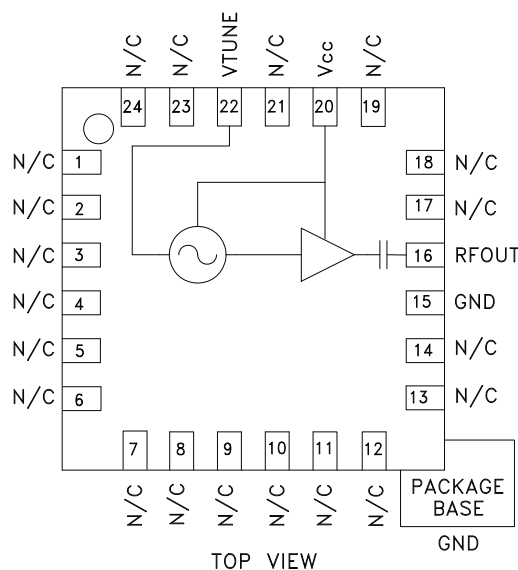 N/C N/C VTUNE N/C Vcc N/C
24 23 22 21 20 19
N/C 1 18 N/C
N/C 2 17 N/C
N/C 3 16 RFOUT
N/C 4 15 GND
N/C 5 14 N/C
N/C 6 13 N/C
7 8 9 10 11 12
N/C N/C N/C N/C N/C N/C
PACKAGE
BASE
GND
TOP VIEW